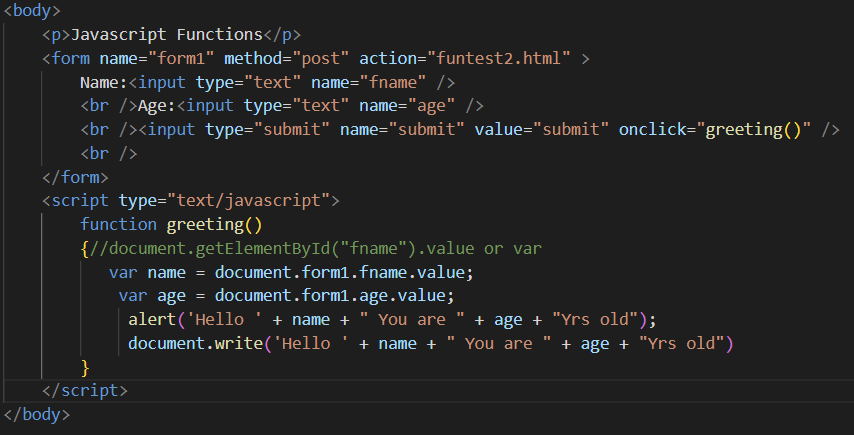 <body>
<p>Javascript Functions</p>
<form name="form1" method="post" action="funtest2.html" >
Name:<input type="text" name="fname" />
<br />Age:<input type="text" name="age" />
<br /><input type="submit" name="submit" value="submit" onclick="greeting()" />
<br />
</form>
<script type="text/javascript">
function greeting()
{//document.getElementById("fname").value or var
var name = document.form1.fname.value;
var age = document.form1.age.value;
alert('Hello ' + name + " You are " + age + "Yrs old");
document.write('Hello ' + name + " You are " + age + "Yrs old")
}
</script>
</body>